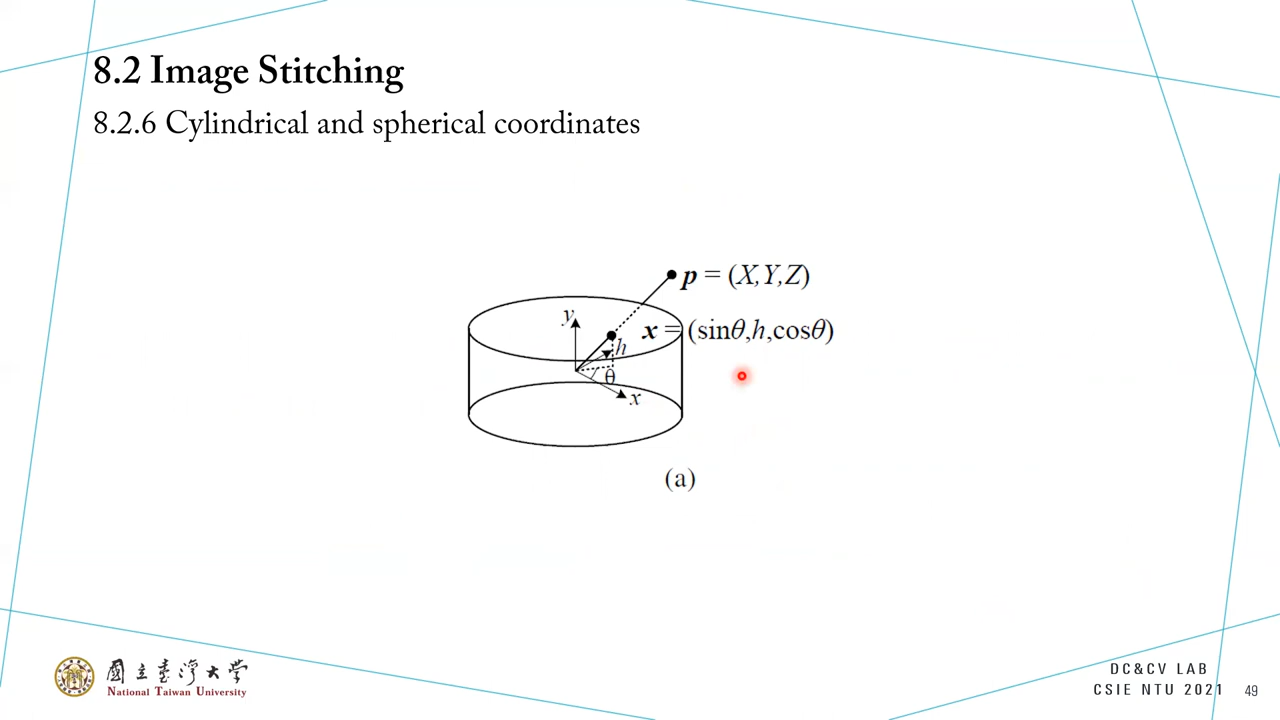 8.2 Image Stitching
8.2.6 Cylindrical and spherical coordinates
p = (X,Y,Z)
y
x = (sinθ,h,cosθ)
h
θ
x
(a)
國立臺灣大學
National Taiwan University
DC&CV LAB
CSIE NTU 2021
49